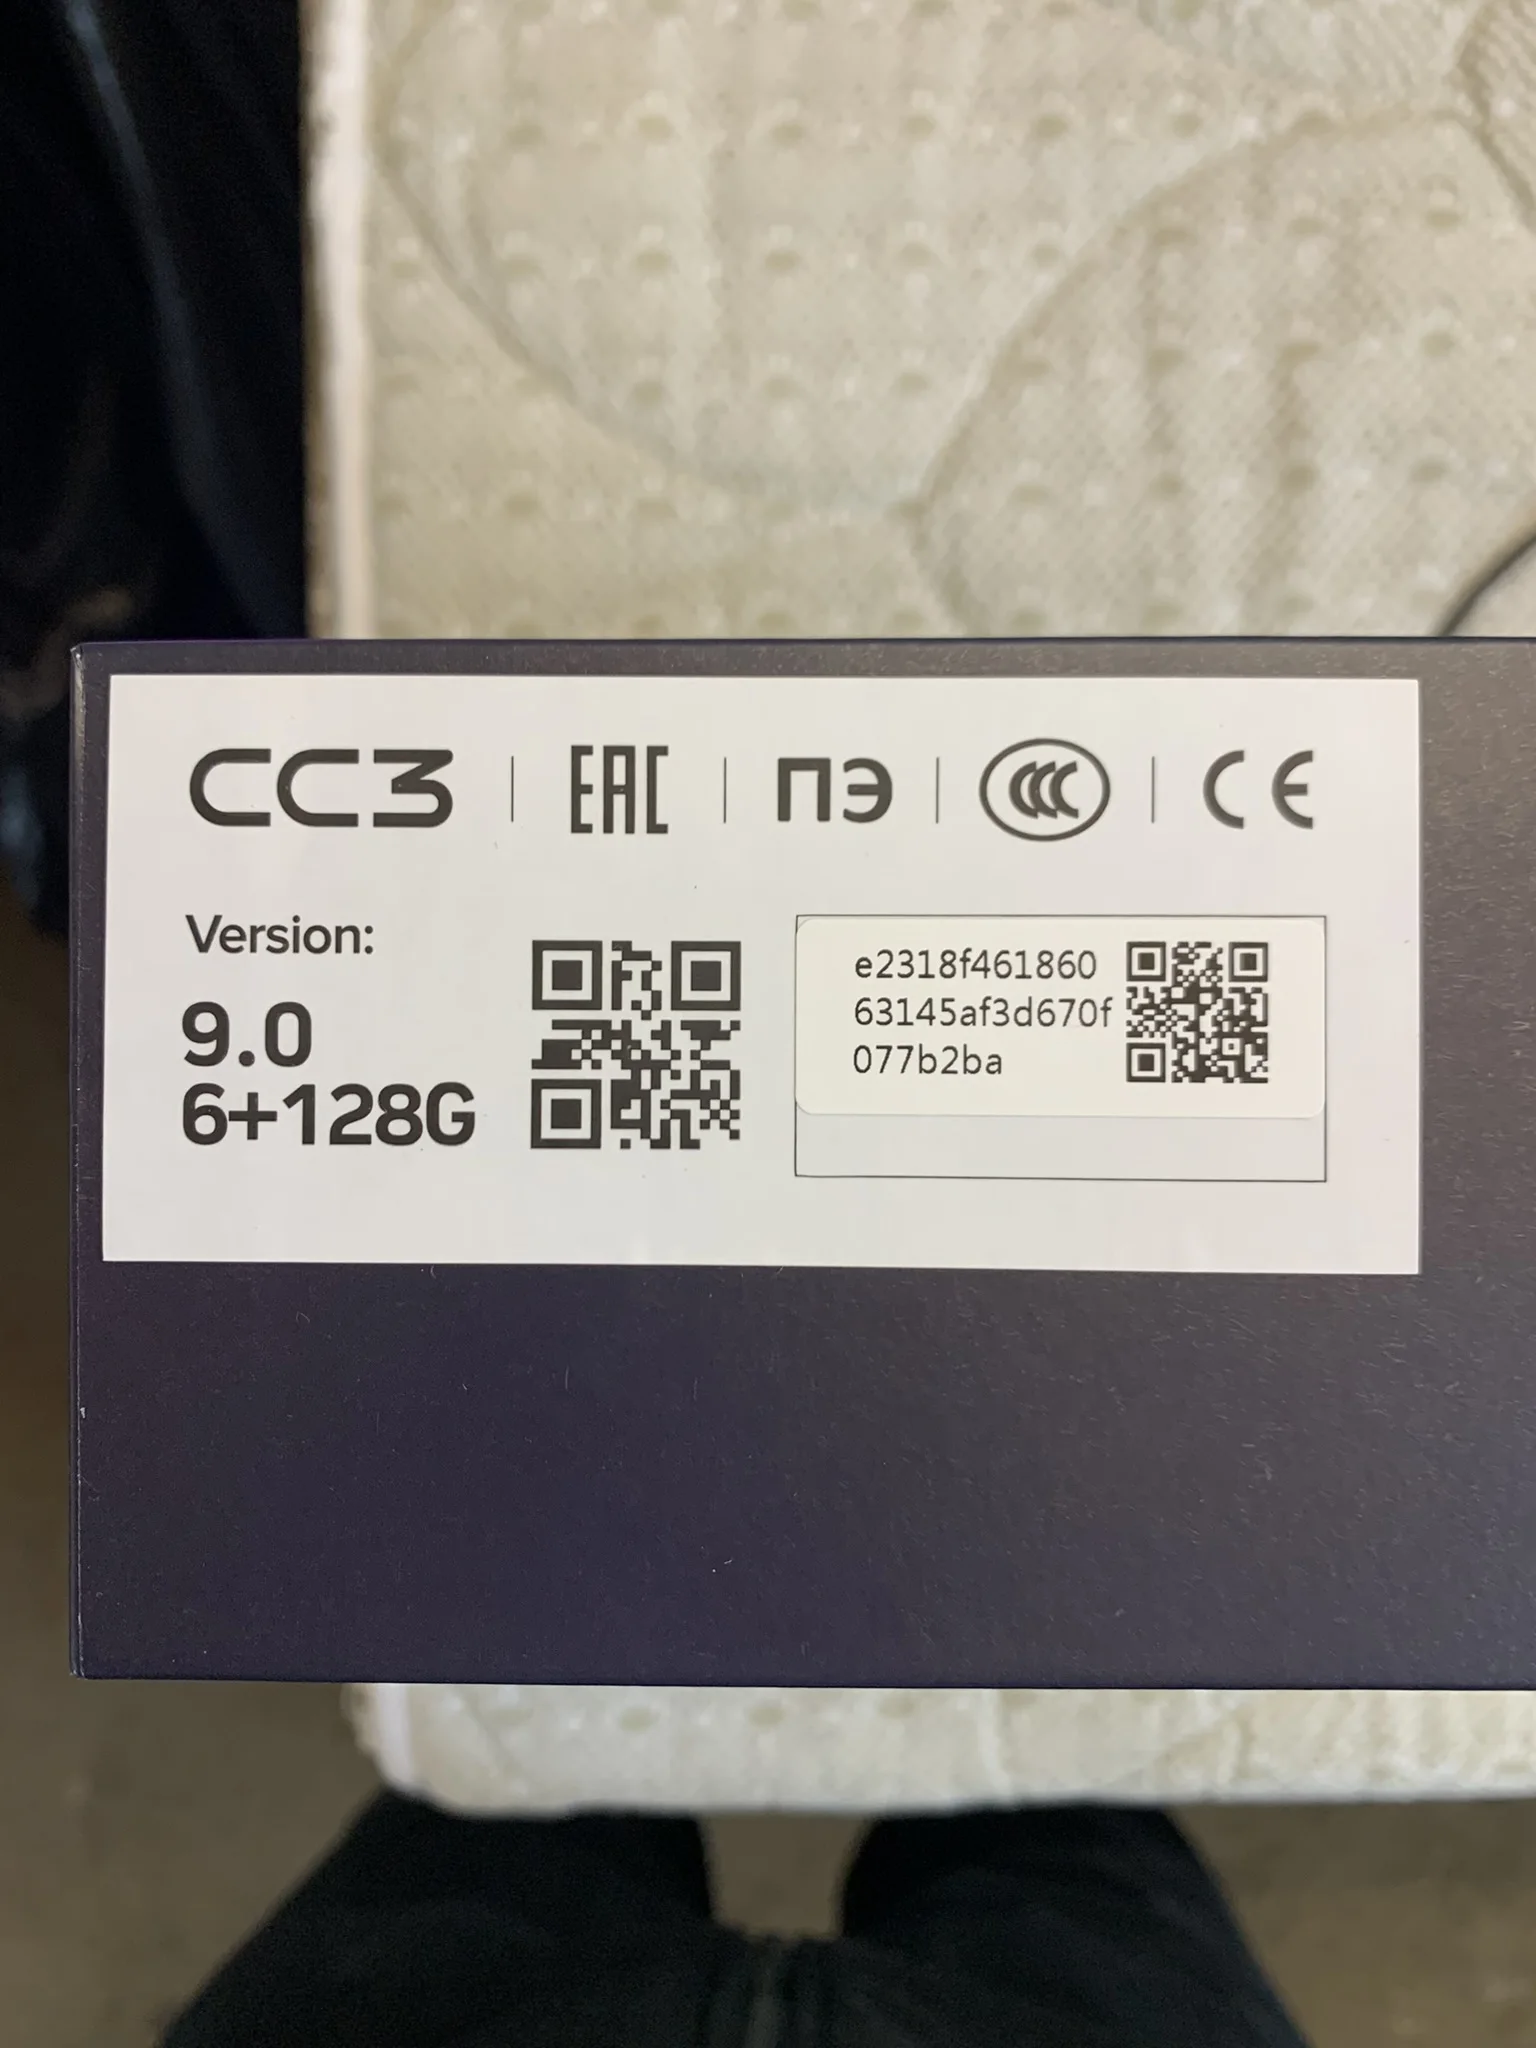 CC3 | EAC | ПЭ | CCC | CE
Version:
9.0
6+128G
e2318f461860
63145af3d670f
077b2ba